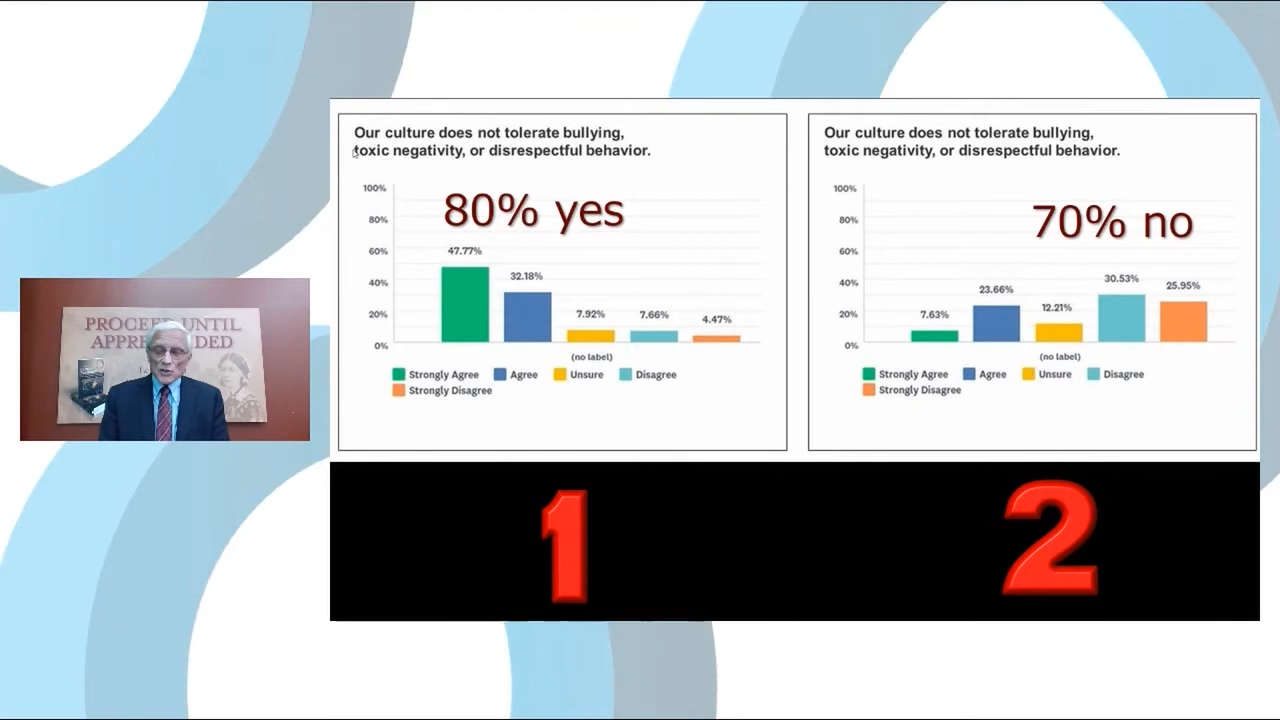 Our culture does not tolerate bullying,
toxic negativity, or disrespectful behavior.
100%
80%
60%
40%
20%
0%
80% yes
47.77%
32.18%
7.92%
7.66%
4.47%
(no label)
Strongly Agree
Agree
Unsure
Disagree
Strongly Disagree
Our culture does not tolerate bullying,
toxic negativity, or disrespectful behavior.
100%
80%
60%
40%
20%
0%
70% no
7.63%
23.66%
12.21%
30.53%
25.95%
(no label)
Strongly Agree
Agree
Unsure
Disagree
Strongly Disagree
PROCEED UNTIL
1
2